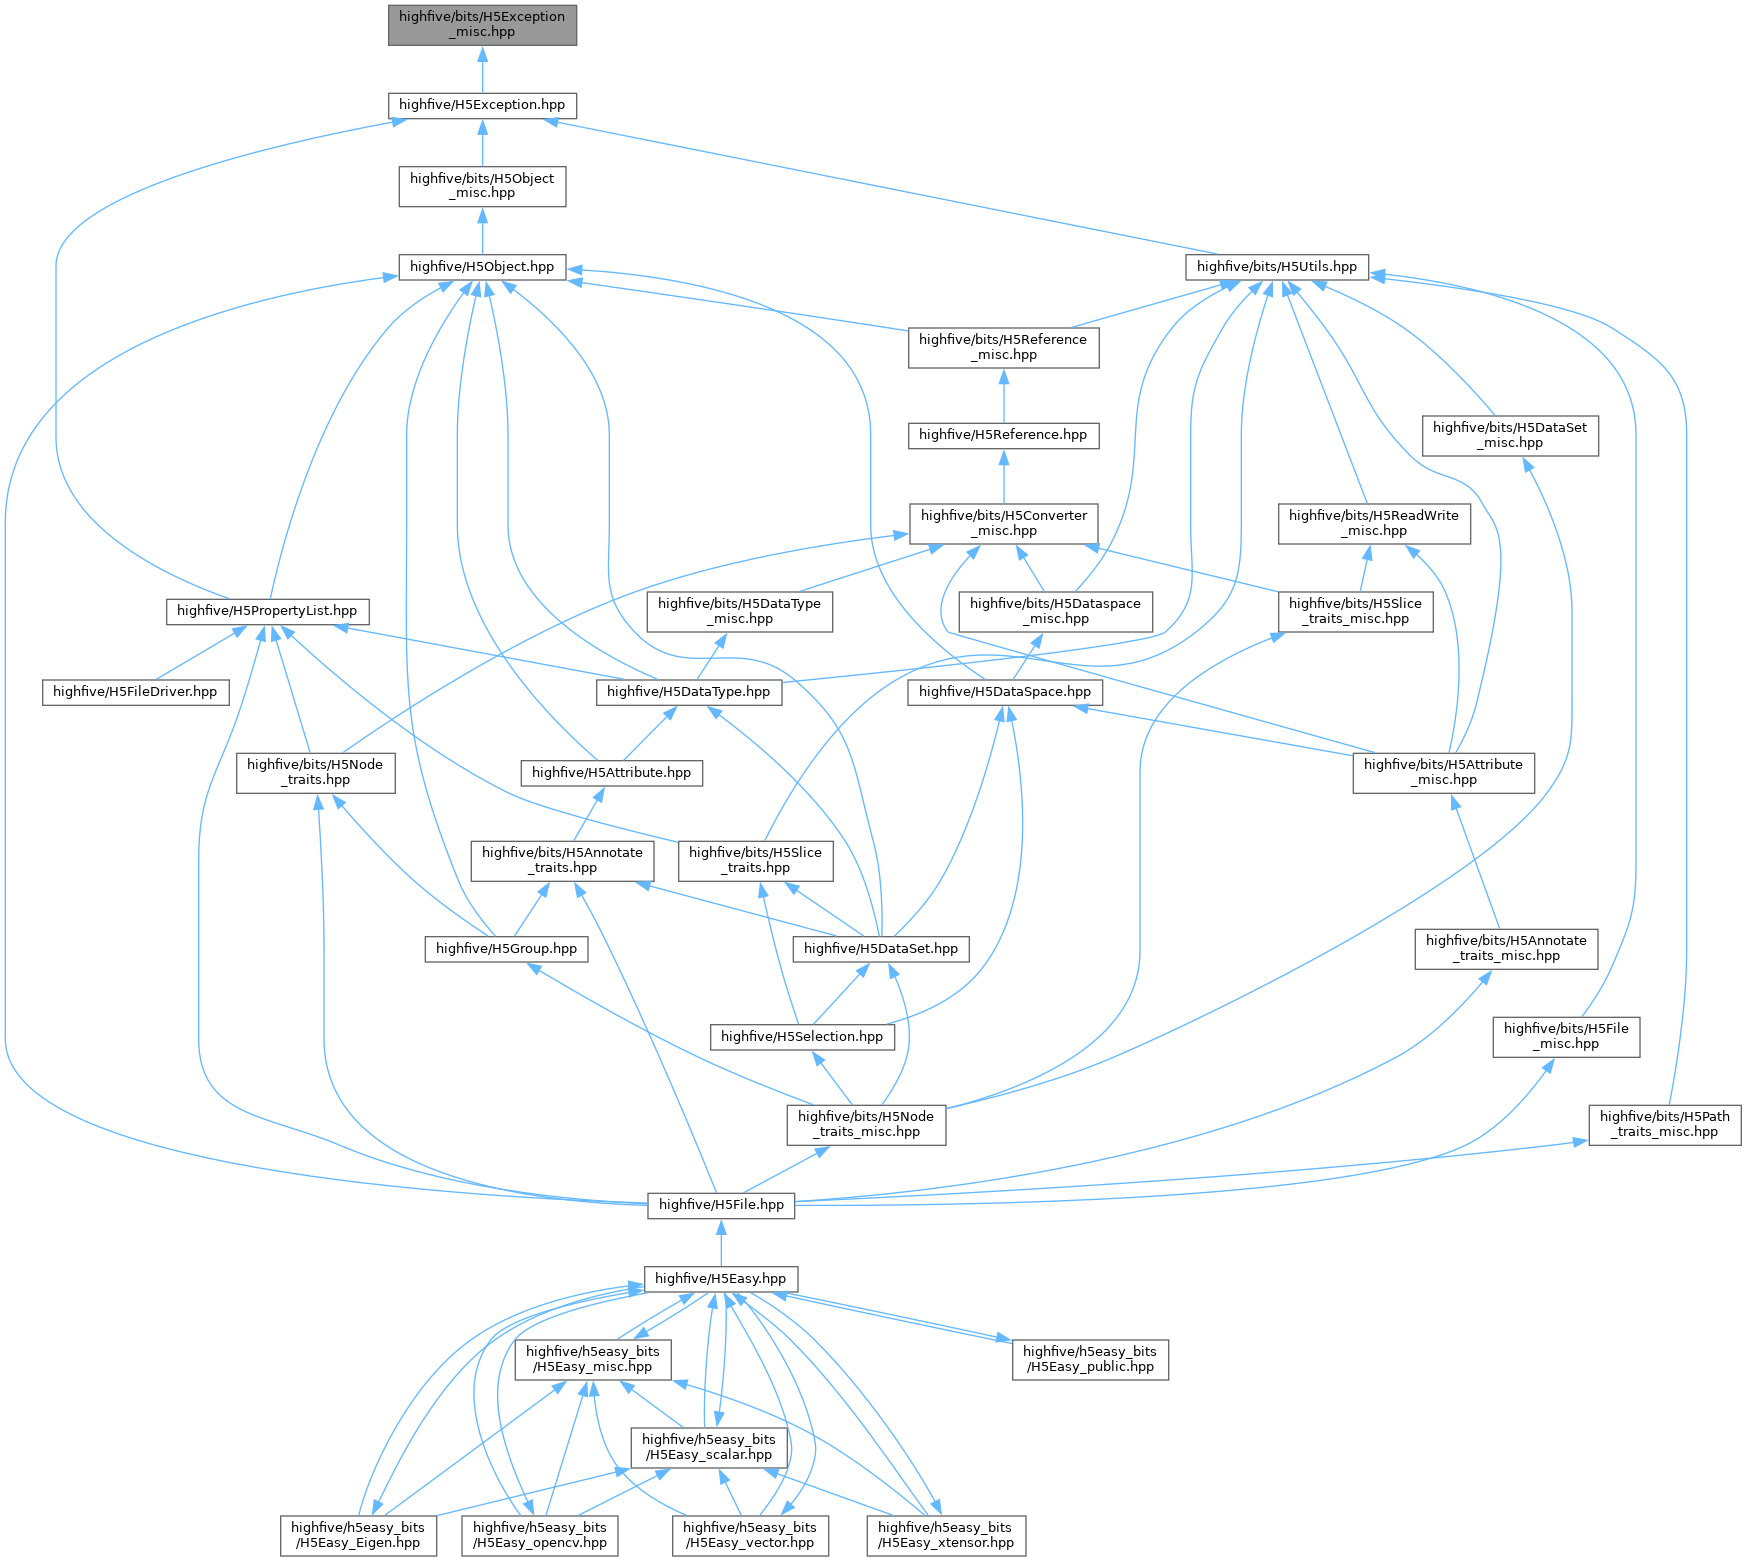 highfive/bits/H5Exception
_misc.hpp
highfive/H5Exception.hpp
highfive/bits/H5Object
_misc.hpp
highfive/H5Object.hpp
highfive/bits/H5Utils.hpp
highfive/bits/H5Reference
_misc.hpp
highfive/H5Reference.hpp
highfive/bits/H5DataSet
_misc.hpp
highfive/bits/H5Converter
_misc.hpp
highfive/bits/H5ReadWrite
_misc.hpp
highfive/H5PropertyList.hpp
highfive/bits/H5DataType
_misc.hpp
highfive/bits/H5Dataspace
_misc.hpp
highfive/bits/H5Slice
_traits_misc.hpp
highfive/H5FileDriver.hpp
highfive/H5DataType.hpp
highfive/H5DataSpace.hpp
highfive/bits/H5Node
_traits.hpp
highfive/H5Attribute.hpp
highfive/bits/H5Attribute
_misc.hpp
highfive/bits/H5Annotate
_traits.hpp
highfive/bits/H5Slice
_traits.hpp
highfive/H5Group.hpp
highfive/H5DataSet.hpp
highfive/bits/H5Annotate
_traits_misc.hpp
highfive/H5Selection.hpp
highfive/bits/H5File
_misc.hpp
highfive/bits/H5Node
_traits_misc.hpp
highfive/bits/H5Path
_traits_misc.hpp
highfive/H5File.hpp
highfive/H5Easy.hpp
highfive/h5easy_bits
/H5Easy_misc.hpp
highfive/h5easy_bits
/H5Easy_public.hpp
highfive/h5easy_bits
/H5Easy_scalar.hpp
highfive/h5easy_bits
/H5Easy_Eigen.hpp
highfive/h5easy_bits
/H5Easy_opencv.hpp
highfive/h5easy_bits
/H5Easy_vector.hpp
highfive/h5easy_bits
/H5Easy_xtensor.hpp